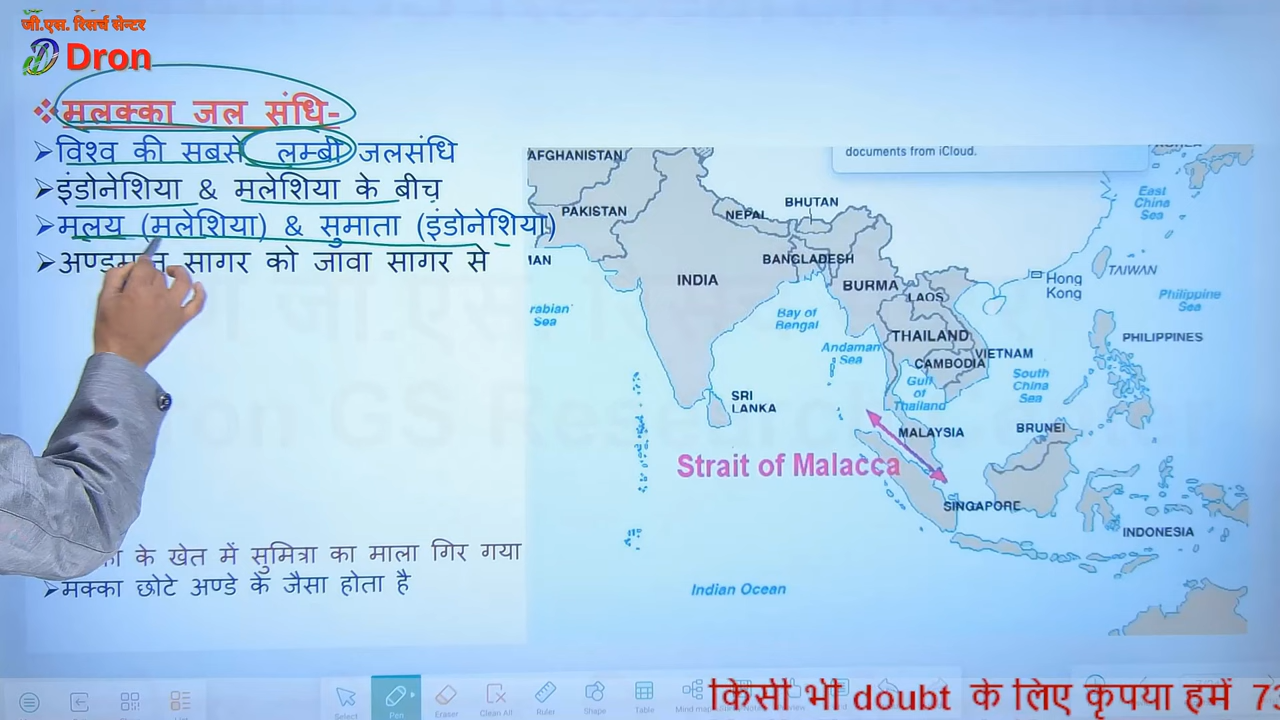 जी.एस. रिसर्च सेन्टर
Dron
मलक्का जल संधि-
विश्व की सबसे लम्बी जलसंधि
इंडोनेशिया & मलेशिया के बीच
मलय (मलेशिया) & सुमाता (इंडोनेशिया)
सागर को जावा सागर से
के खेत में सुमित्रा का माला गिर गया
मक्का छोटे अण्डे के जैसा होता है
documents from iCloud.
AFGHANISTAN
PAKISTAN
NEPAL
BHUTAN
East China Sea
INDIA
BANGLADESH
BURMA
Hong Kong
TAIWAN
LAOS
Philippine Sea
rabian Sea
Bay of Bengal
THAILAND
VIETNAM
PHILIPPINES
Andaman Sea
CAMBODIA
Gulf of Thailand
South China Sea
SRI LANKA
MALAYSIA
BRUNEI
Strait of Malacca
SINGAPORE
INDONESIA
Indian Ocean
Select
Pen
Eraser
Clean All
Ruler
Shape
Table
किसी भी doubt के लिए कृपया हमें 73